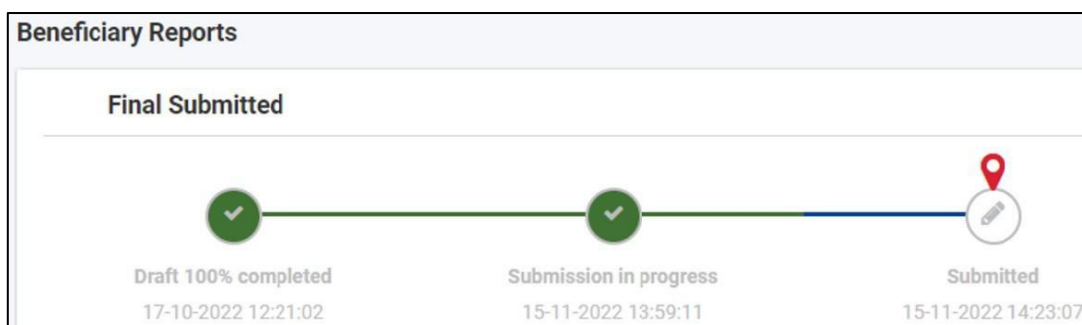 Beneficiary Reports
Final Submitted
Draft 100% completed
Submission in progress
Submitted
17-10-2022 12:21:02
15-11-2022 13:59:11
15-11-2022 14:23:07